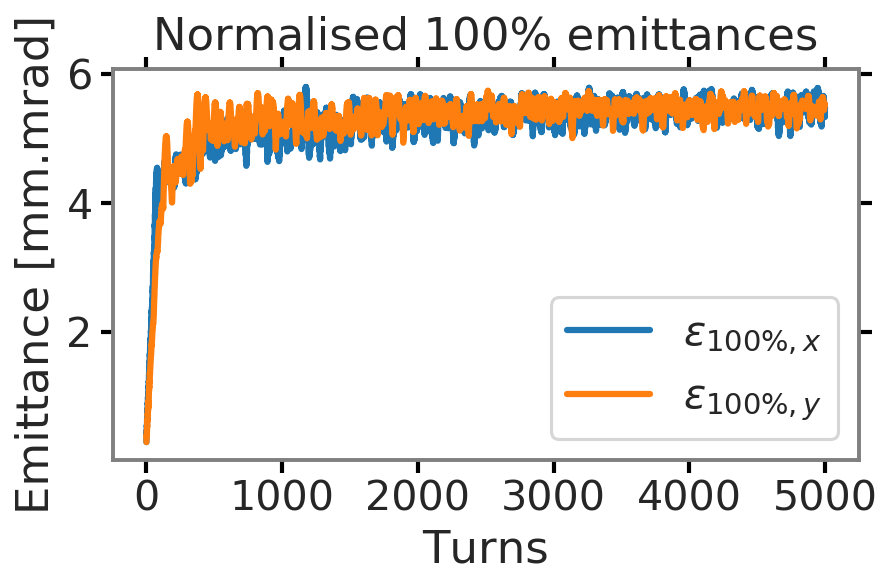 Normalised 100% emittances
Emittance [mm.mrad]
6
4
2
ε100%, x
ε100%, y
0 1000 2000 3000 4000 5000
Turns